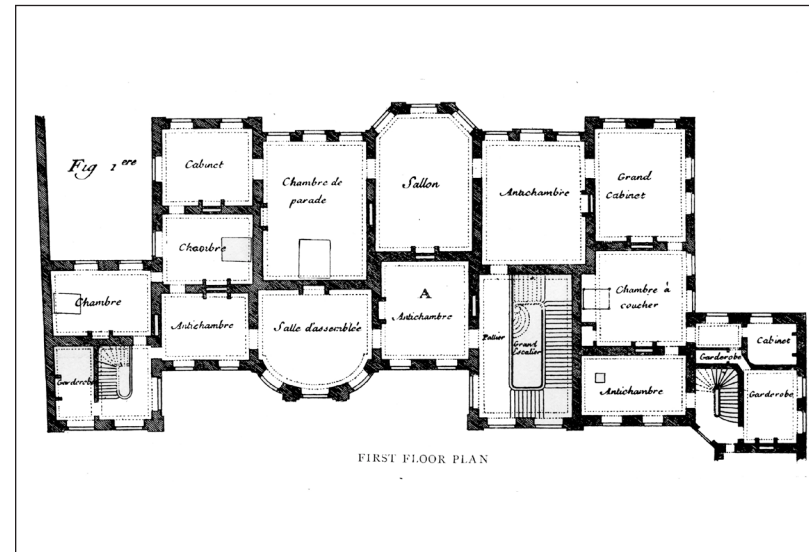 Fig 1ere
Cabinet
Chambre de
parade
Sallon
Antichambre
Grand
Cabinet
Chambre
Chambre
Antichambre
Salle d'assemblée
A
Antichambre
Palier
Grand
Escalier
Chambre à
coucher
Garderobe
Antichambre
Garderobe
Cabinet
Garderobe
FIRST FLOOR PLAN